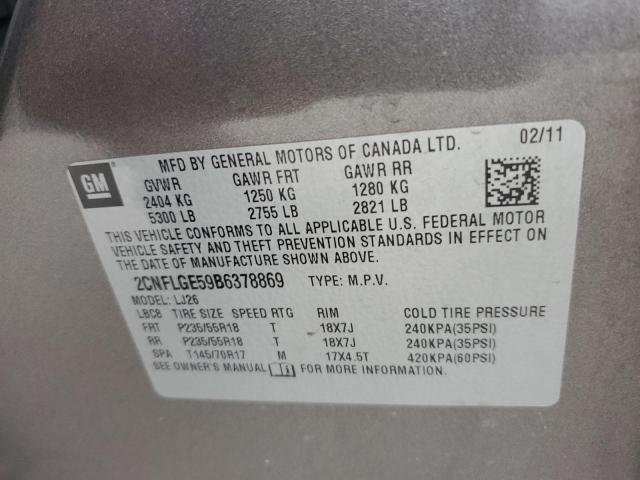 GM
MFD BY GENERAL MOTORS OF CANADA LTD. 02/11
GVWR GAWR FRT GAWR RR
2404 KG 1250 KG 1280 KG
5300 LB 2755 LB 2821 LB
THIS VEHICLE CONFORMS TO ALL APPLICABLE U.S. FEDERAL MOTOR
VEHICLE SAFETY AND THEFT PREVENTION STANDARDS IN EFFECT ON
THE DATE OF MANUFACTURE SHOWN ABOVE.
2CNFLGE59B6378869 TYPE: M.P.V.
MODEL: LJ26
LBC8 TIRE SIZE SPEED RTG RIM COLD TIRE PRESSURE
FRT P235/55R18 T 18X7J 240KPA(35PSI)
RR P235/55R18 T 18X7J 240KPA(35PSI)
SPA T145/70R17 M 17X4.5T 420KPA(60PSI)
SEE OWNER'S MANUAL FOR MORE INFORMATION.